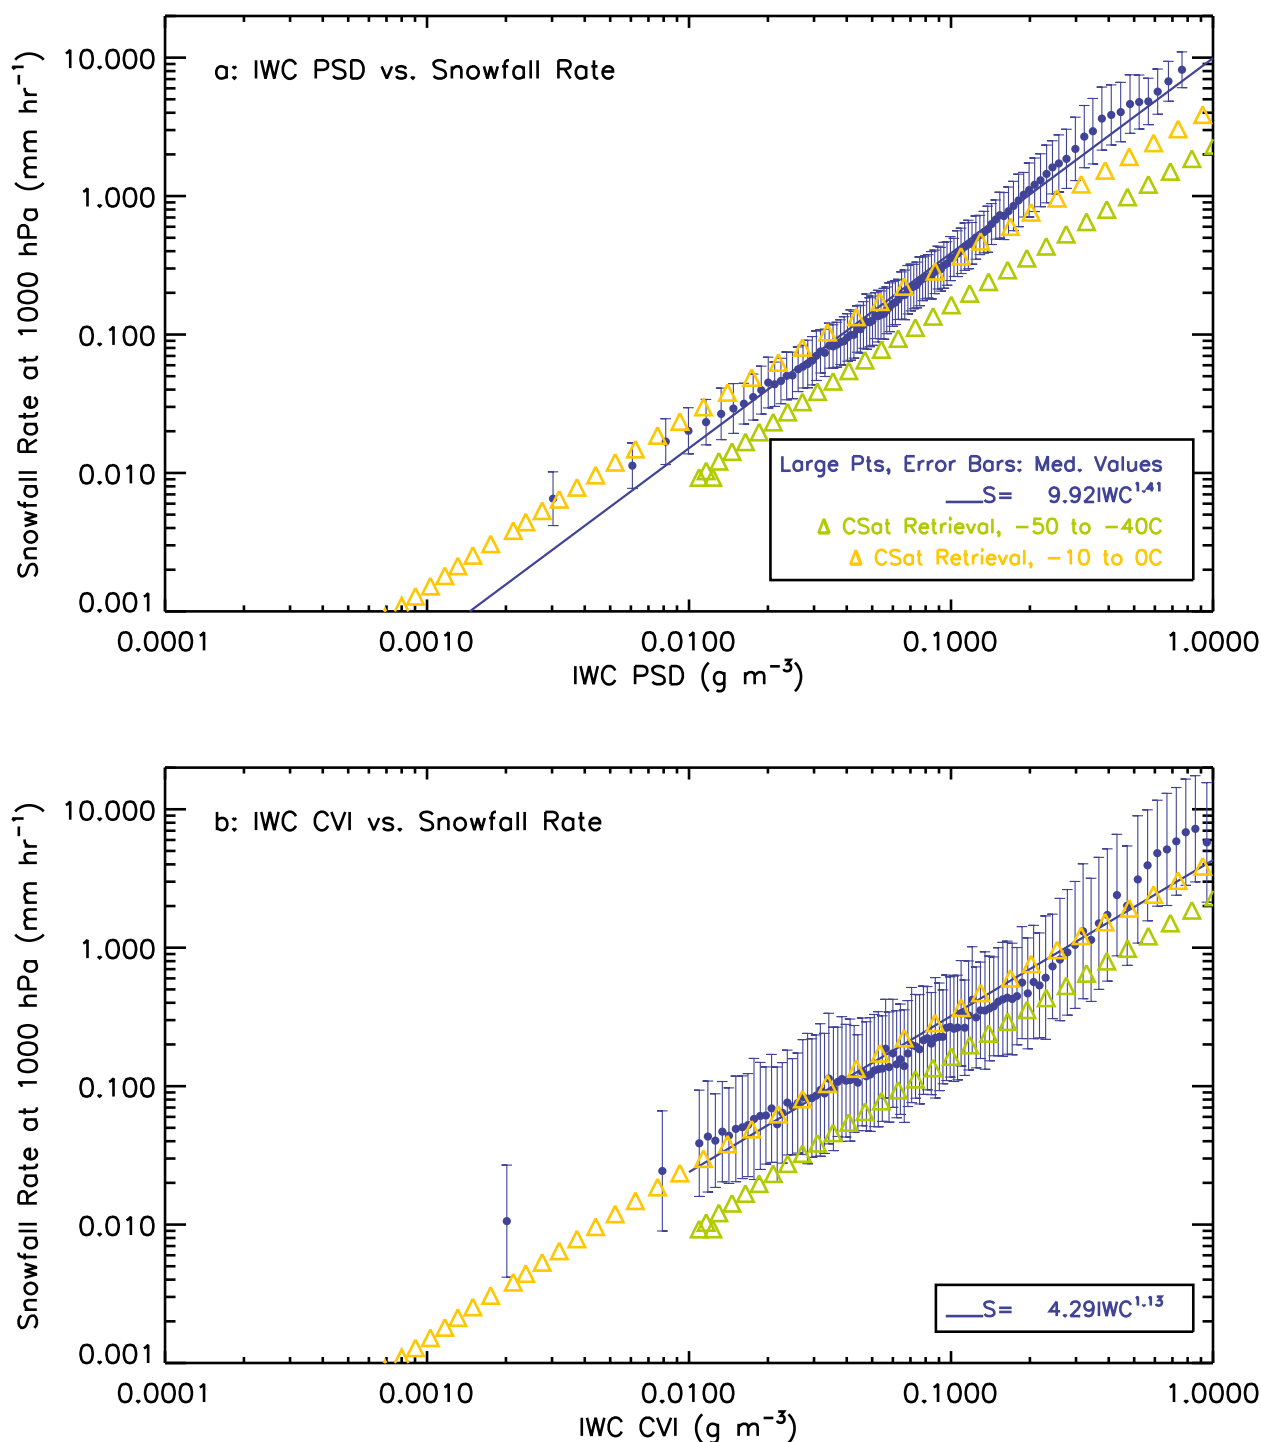 a: IWC PSD vs. Snowfall Rate
Snowfall Rate at 1000 hPa (mm hr⁻¹)
10.000
1.000
0.100
0.010
0.001
Large Pts, Error Bars: Med. Values
S= 9.92IWC¹·⁴¹
Δ CSat Retrieval, −50 to −40C
Δ CSat Retrieval, −10 to 0C
0.0001 0.0010 0.0100 0.1000 1.0000
IWC PSD (g m⁻³)
b: IWC CVI vs. Snowfall Rate
Snowfall Rate at 1000 hPa (mm hr⁻¹)
10.000
1.000
0.100
0.010
0.001
S= 4.29IWC¹·¹³
0.0001 0.0010 0.0100 0.1000 1.0000
IWC CVI (g m⁻³)